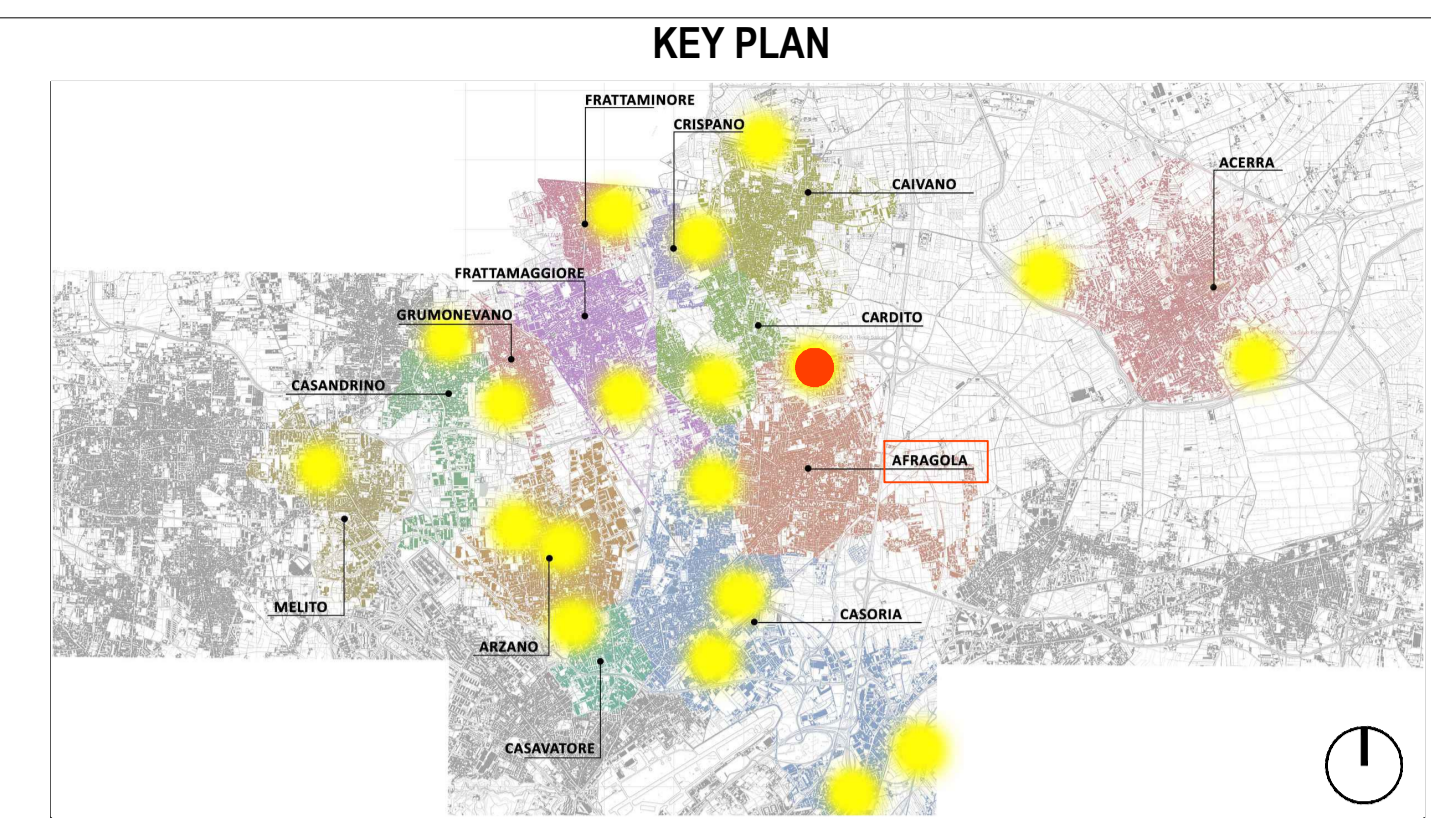 KEY PLAN
FRATTAMINORE
CRISPANO
ACERRA
CAIVANO
FRATTAMAGGIORE
GRUMONEVANO
CARDITO
CASANDRINO
AFRAGOLA
MELITO
CASORIA
ARZANO
CASAVATORE